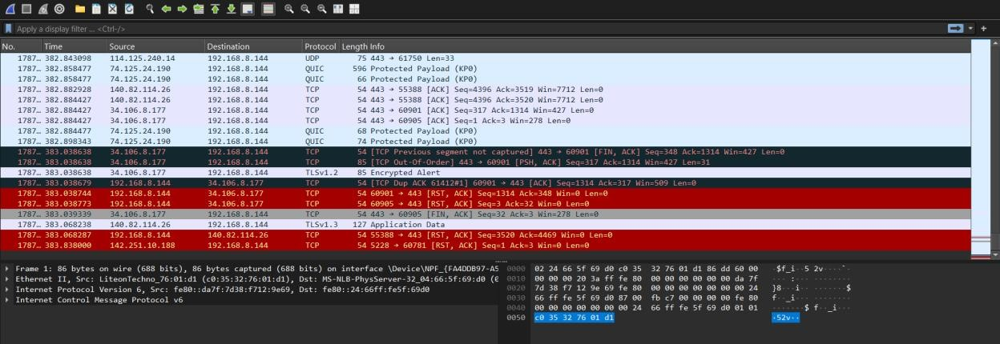 Apply a display filter ... <Ctrl-/>
No. Time Source Destination Protocol Length Info
1787… 382.843098 114.125.240.14 192.168.8.144 UDP 75 443 → 61750 Len=33
1787… 382.858477 74.125.24.190 192.168.8.144 QUIC 596 Protected Payload (KP0)
1787… 382.858477 74.125.24.190 192.168.8.144 QUIC 66 Protected Payload (KP0)
1787… 382.882928 140.82.114.26 192.168.8.144 TCP 54 443 → 55388 [ACK] Seq=4396 Ack=3519 Win=7712 Len=0
1787… 382.884427 140.82.114.26 192.168.8.144 TCP 54 443 → 55388 [ACK] Seq=4396 Ack=3520 Win=7712 Len=0
1787… 382.884427 34.106.8.177 192.168.8.144 TCP 54 443 → 60901 [ACK] Seq=317 Ack=1314 Win=427 Len=0
1787… 382.884427 34.106.8.177 192.168.8.144 TCP 54 443 → 60905 [ACK] Seq=1 Ack=3 Win=278 Len=0
1787… 382.884477 74.125.24.190 192.168.8.144 QUIC 68 Protected Payload (KP0)
1787… 382.898343 74.125.24.190 192.168.8.144 QUIC 74 Protected Payload (KP0)
1787… 383.038638 34.106.8.177 192.168.8.144 TCP 54 [TCP Previous segment not captured] 443 → 60901 [FIN, ACK] Seq=348 Ack=1314 Win=427 Len=0
1787… 383.038638 34.106.8.177 192.168.8.144 TCP 85 [TCP Out-Of-Order] 443 → 60901 [PSH, ACK] Seq=317 Ack=1314 Win=427 Len=31
1787… 383.038638 34.106.8.177 192.168.8.144 TLSv1.2 85 Encrypted Alert
1787… 383.038679 192.168.8.144 34.106.8.177 TCP 54 [TCP Dup ACK 61412#1] 60901 → 443 [ACK] Seq=1314 Ack=317 Win=509 Len=0
1787… 383.038744 192.168.8.144 34.106.8.177 TCP 54 60901 → 443 [RST, ACK] Seq=1314 Ack=348 Win=0 Len=0
1787… 383.038773 192.168.8.144 34.106.8.177 TCP 54 60905 → 443 [RST, ACK] Seq=3 Ack=32 Win=0 Len=0
1787… 383.039339 34.106.8.177 192.168.8.144 TCP 54 443 → 60905 [FIN, ACK] Seq=32 Ack=3 Win=278 Len=0
1787… 383.068238 140.82.114.26 192.168.8.144 TLSv1.3 127 Application Data
1787… 383.068287 192.168.8.144 140.82.114.26 TCP 54 55388 → 443 [RST, ACK] Seq=3520 Ack=4469 Win=0 Len=0
1787… 383.838000 142.251.10.188 192.168.8.144 TCP 54 5228 → 60781 [RST, ACK] Seq=1 Ack=3 Win=0 Len=0
Frame 1: 86 bytes on wire (688 bits), 86 bytes captured (688 bits) on interface \Device\NPF_{FA4DDB97-A5
Ethernet II, Src: LiteonTechno_76:01:d1 (c0:35:32:76:01:d1), Dst: MS-NLB-PhysServer-32_04:66:5f:69:d0 (0
Internet Protocol Version 6, Src: fe80::da7f:7d38:f712:9e69, Dst: fe80::24:66ff:fe5f:69d0
Internet Control Message Protocol v6
0000 02 24 66 5f 69 d0 c0 35 32 76 01 d1 86 dd 60 00 ·$f_i··5 2v····`·
0010 00 00 00 20 3a ff fe 80 00 00 00 00 00 00 da 7f ··· :··· ········
0020 7d 38 f7 12 9e 69 fe 80 00 00 00 00 00 00 00 24 }8···i·· ·······$
0030 66 ff fe 5f 69 d0 87 00 fb c7 00 00 00 00 fe 80 f··_i··· ········
0040 00 00 00 00 00 00 00 24 66 ff fe 5f 69 d0 01 01 ·······$ f··_i···
0050 c0 35 32 76 01 d1 ·52v··